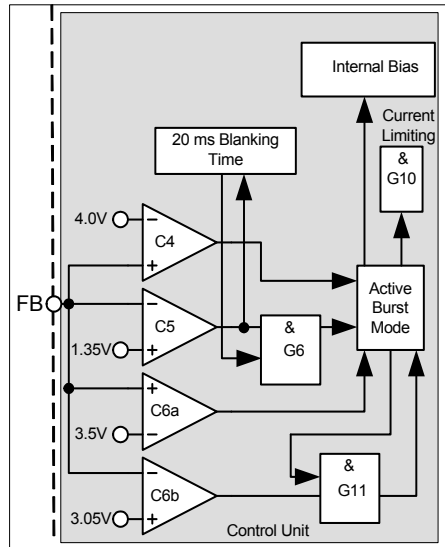 Internal Bias
Current
Limiting
20 ms Blanking
Time
&
G10
4.0V
−
C4
+
Active
Burst
Mode
FB
−
C5
+
1.35V
&
G6
+
C6a
−
3.5V
−
C6b
+
3.05V
&
G11
Control Unit